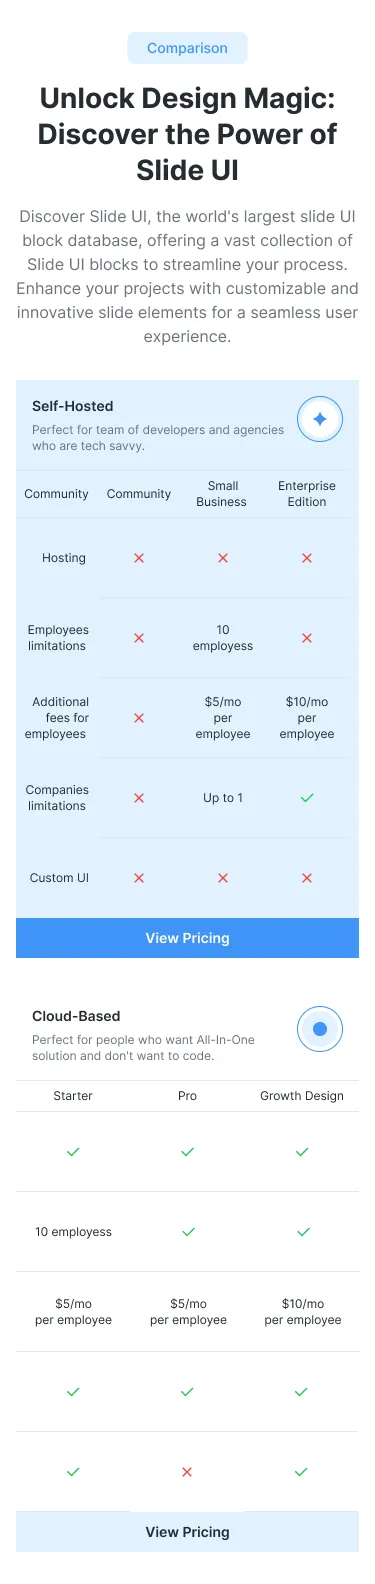 Comparison
Unlock Design Magic:
Discover the Power of
Slide UI
Discover Slide UI, the world's largest slide UI
block database, offering a vast collection of
Slide UI blocks to streamline your process.
Enhance your projects with customizable and
innovative slide elements for a seamless user
experience.
Self-Hosted
Perfect for team of developers and agencies
who are tech savvy.
Community
Community
Small
Business
Enterprise
Edition
Hosting
Employees
limitations
10
employess
Additional
fees for
employees
$5/mo
per
employee
$10/mo
per
employee
Companies
limitations
Up to 1
Custom UI
View Pricing
Cloud-Based
Perfect for people who want All-In-One
solution and don't want to code.
Starter
Pro
Growth Design
10 employess
$5/mo
per employee
$5/mo
per employee
$10/mo
per employee
View Pricing